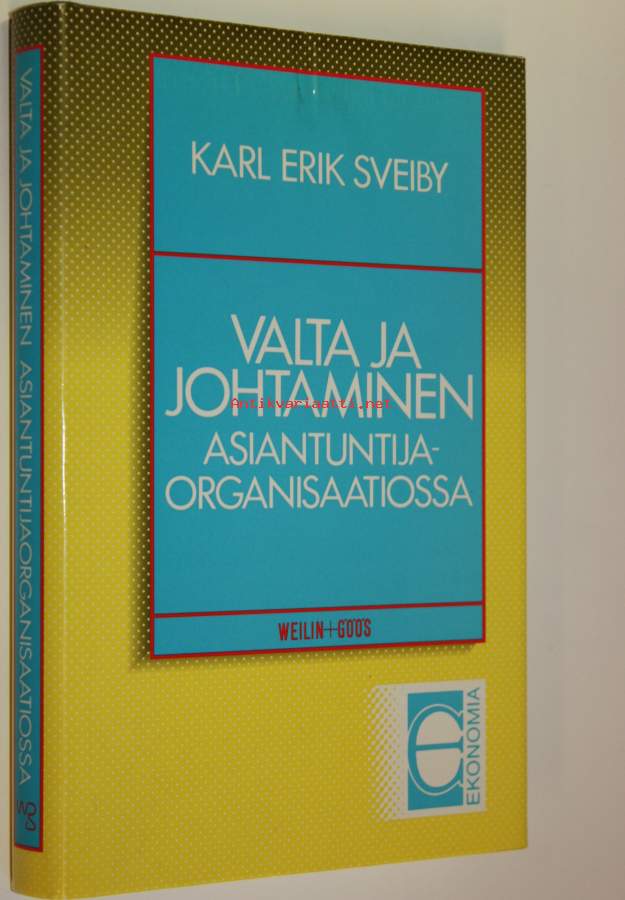 VALTA JA JOHTAMINEN ASIANTUNTIJAORGANISAATIOSSA
KARL ERIK SVEIBY
VALTA JA
JOHTAMINEN
Antikvariaatti.net
ASIANTUNTIJA-
ORGANISAATIOSSA
WEILIN+GÖÖS
EKONOMIA